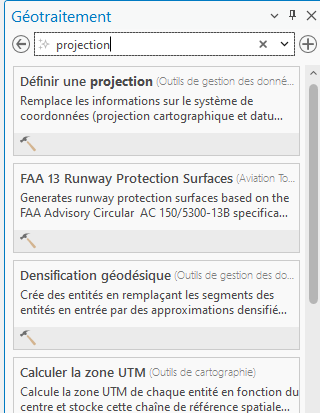 Géotraitement
projection
Définir une projection (Outils de gestion des donné...
Remplace les informations sur le système de
coordonnées (projection cartographique et datu...
FAA 13 Runway Protection Surfaces (Aviation To...
Generates runway protection surfaces based on the
FAA Advisory Circular AC 150/5300-13B specifica...
Densification géodésique (Outils de gestion des do...
Crée des entités en remplaçant les segments des
entités en entrée par des approximations densifié...
Calculer la zone UTM (Outils de cartographie)
Calcule la zone UTM de chaque entité en fonction du
centre et stocke cette chaîne de référence spatiale...